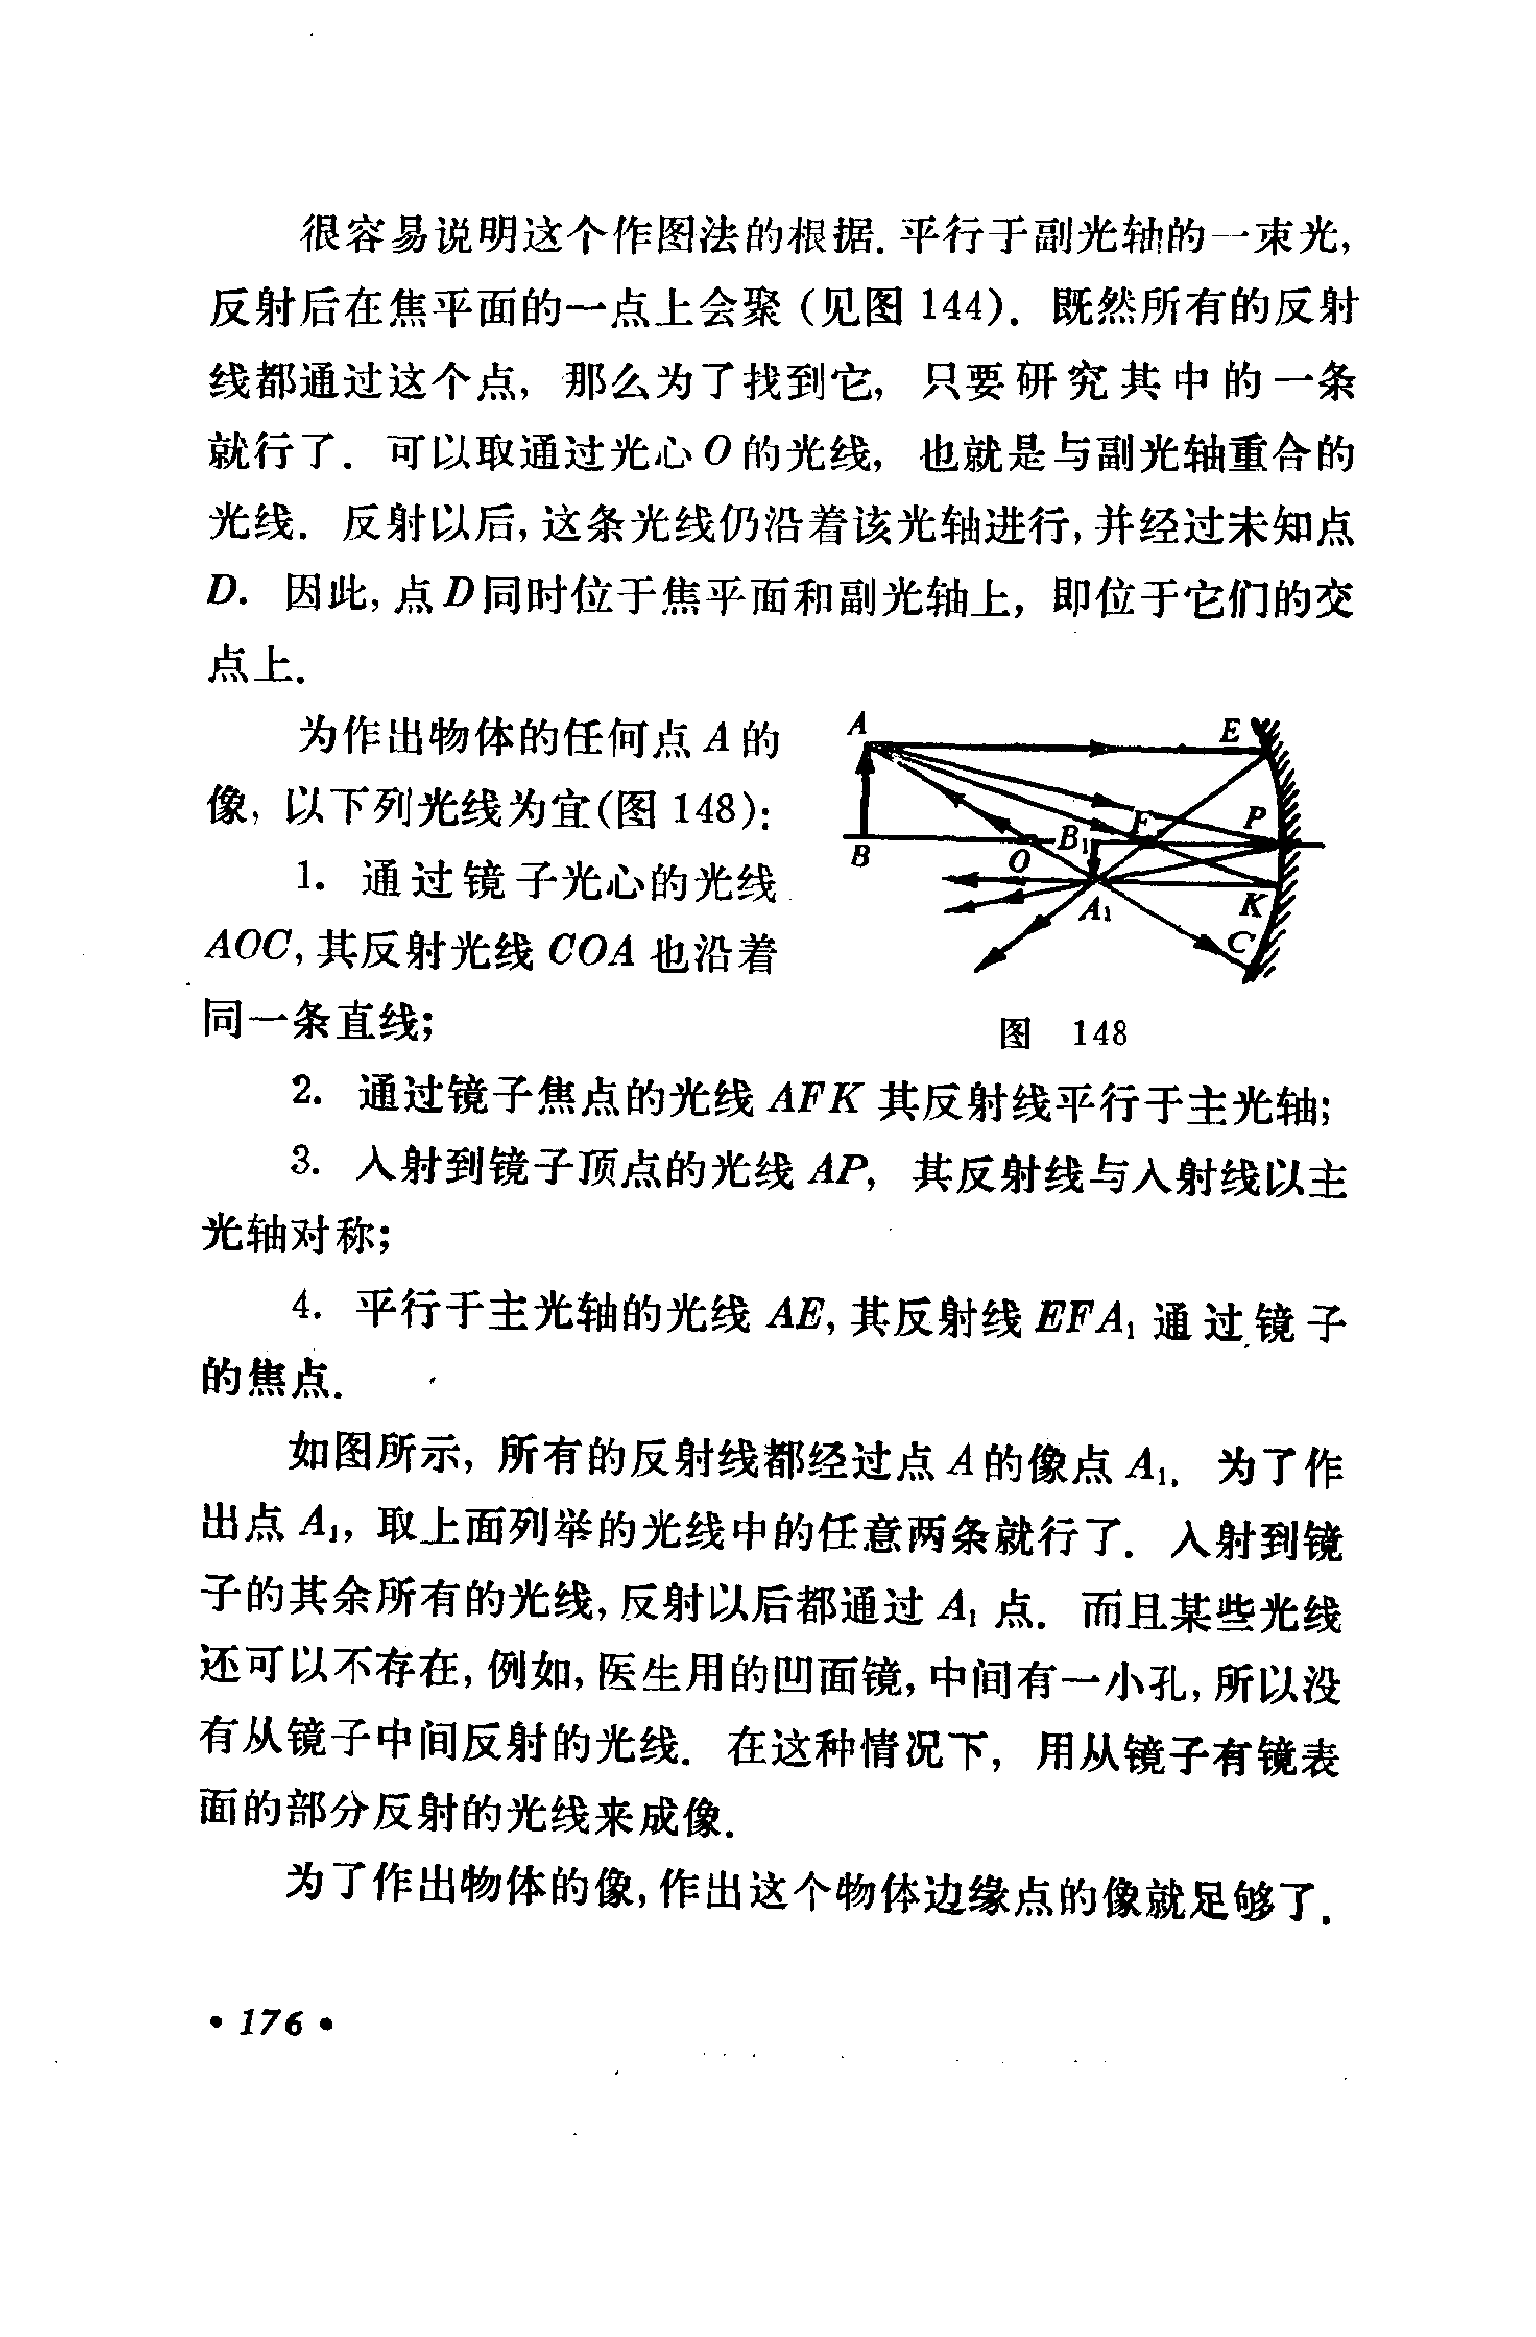 很容易说明这个作图法的根据. 平行于副光轴的一束光,
反射后在焦平面的一点上会聚 (见图 144). 既然所有的反射
线都通过这个点, 那么为了找到它, 只要研究其中的一条
就行了. 可以取通过光心 O 的光线, 也就是与副光轴重合的
光线. 反射以后, 这条光线仍沿着该光轴进行, 并经过未知点
D. 因此, 点 D 同时位于焦平面和副光轴上, 即位于它们的交
点上.
为作出物体的任何点 A 的
像, 以下列光线为宜(图 148):
1. 通过镜子光心的光线
AOC, 其反射光线 COA 也沿着
同一条直线;
A
E
B
O
B₁
F
P
A₁
K
C
图 148
2. 通过镜子焦点的光线 AFK 其反射线平行于主光轴;
3. 入射到镜子顶点的光线 AP, 其反射线与入射线以主
光轴对称;
4. 平行于主光轴的光线 AE, 其反射线 EFA₁ 通过镜子
的焦点.
如图所示, 所有的反射线都经过点 A 的像点 A₁. 为了作
出点 A₁, 取上面列举的光线中的任意两条就行了. 入射到镜
子的其余所有的光线, 反射以后都通过 A₁ 点. 而且某些光线
还可以不存在, 例如, 医生用的凹面镜, 中间有一小孔, 所以没
有从镜子中间反射的光线. 在这种情况下, 用从镜子有镜表
面的部分反射的光线来成像.
为了作出物体的像, 作出这个物体边缘点的像就足够了.
• 176 •